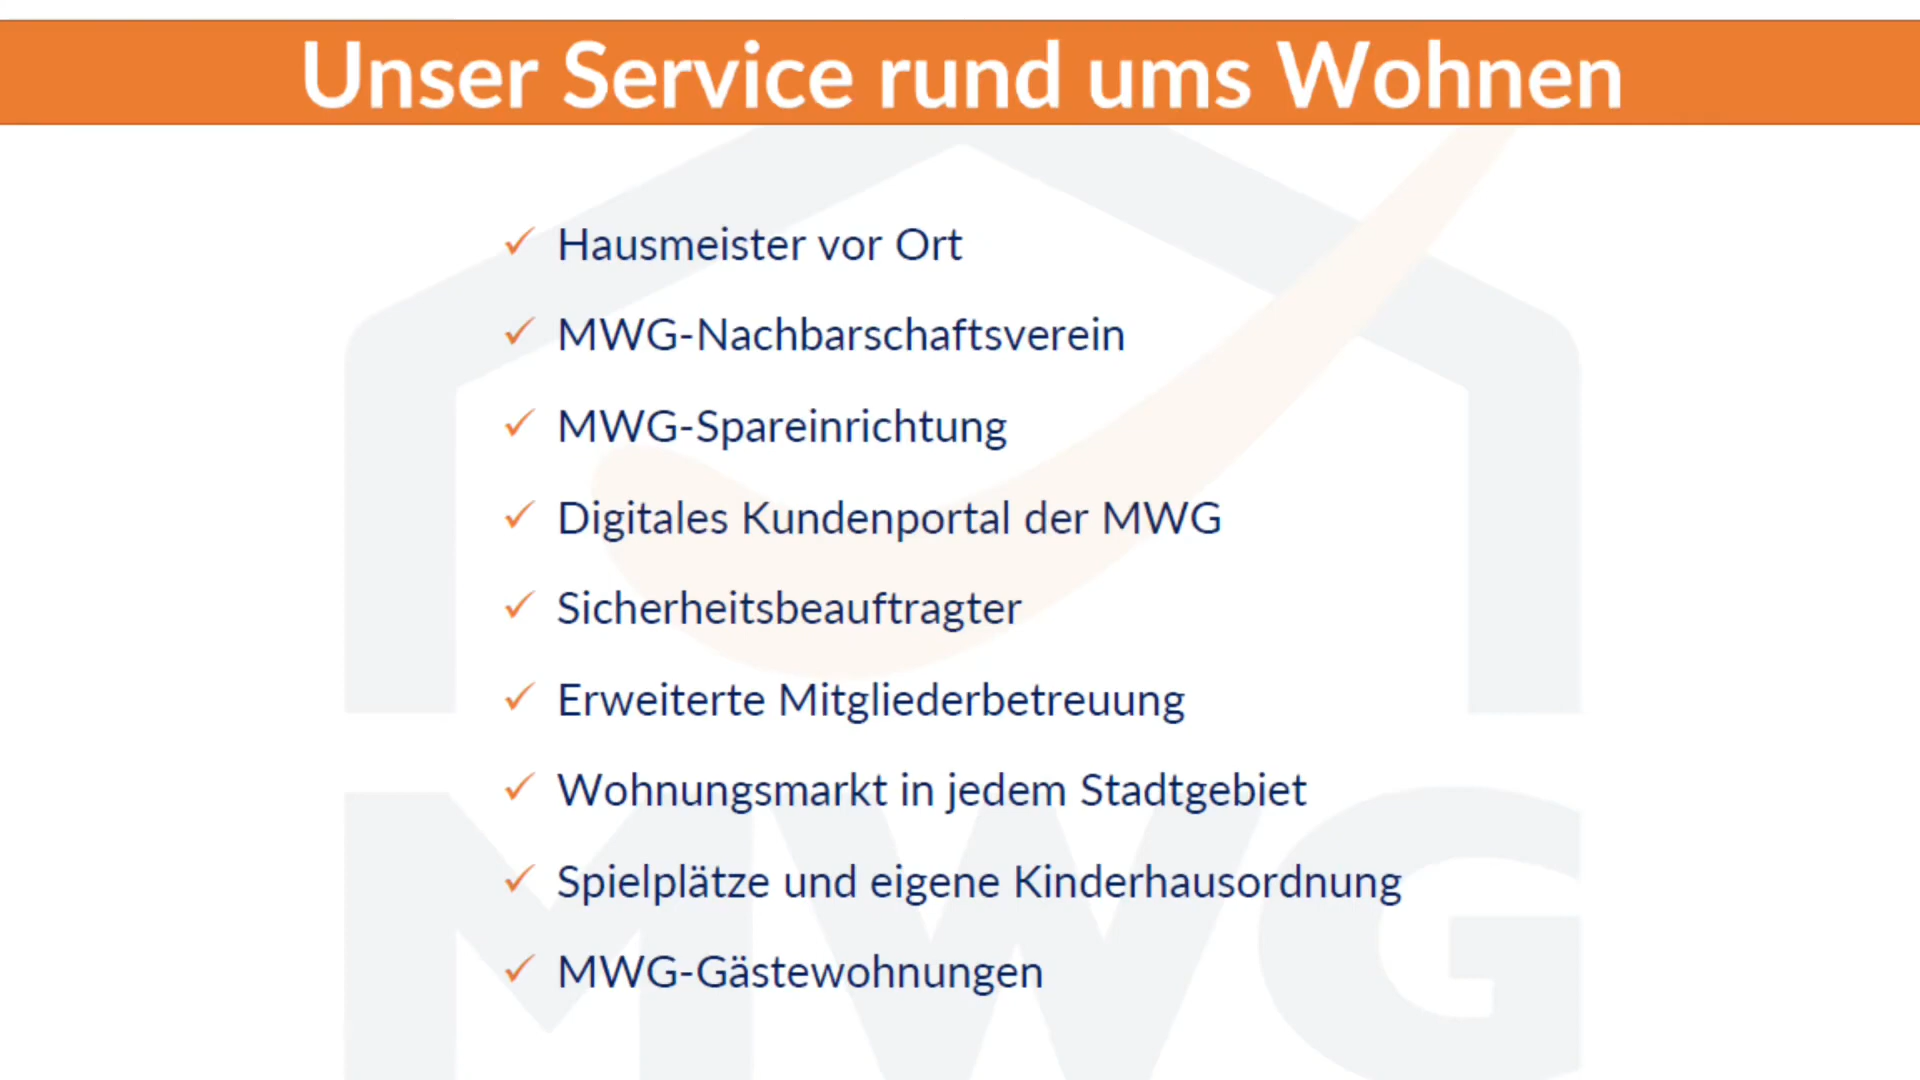 Unser Service rund ums Wohnen
Hausmeister vor Ort
MWG-Nachbarschaftsverein
MWG-Spareinrichtung
Digitales Kundenportal der MWG
Sicherheitsbeauftragter
Erweiterte Mitgliederbetreuung
Wohnungsmarkt in jedem Stadtgebiet
Spielplätze und eigene Kinderhausordnung
MWG-Gästewohnungen
MWG